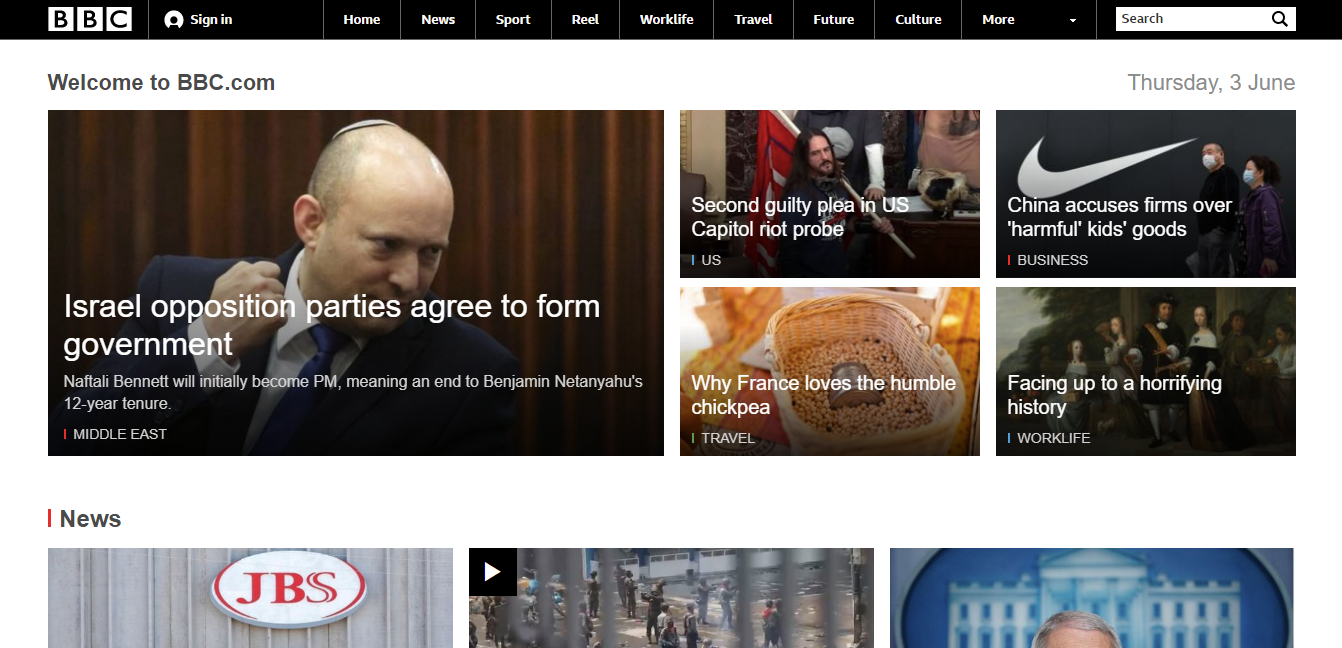 BBC Sign in Home News Sport Reel Worklife Travel Future Culture More Search
Welcome to BBC.com
Thursday, 3 June
Israel opposition parties agree to form
government
Naftali Bennett will initially become PM, meaning an end to Benjamin Netanyahu's
12-year tenure.
MIDDLE EAST
Second guilty plea in US
Capitol riot probe
US
China accuses firms over
'harmful' kids' goods
BUSINESS
Why France loves the humble
chickpea
TRAVEL
Facing up to a horrifying
history
WORKLIFE
News
JBS